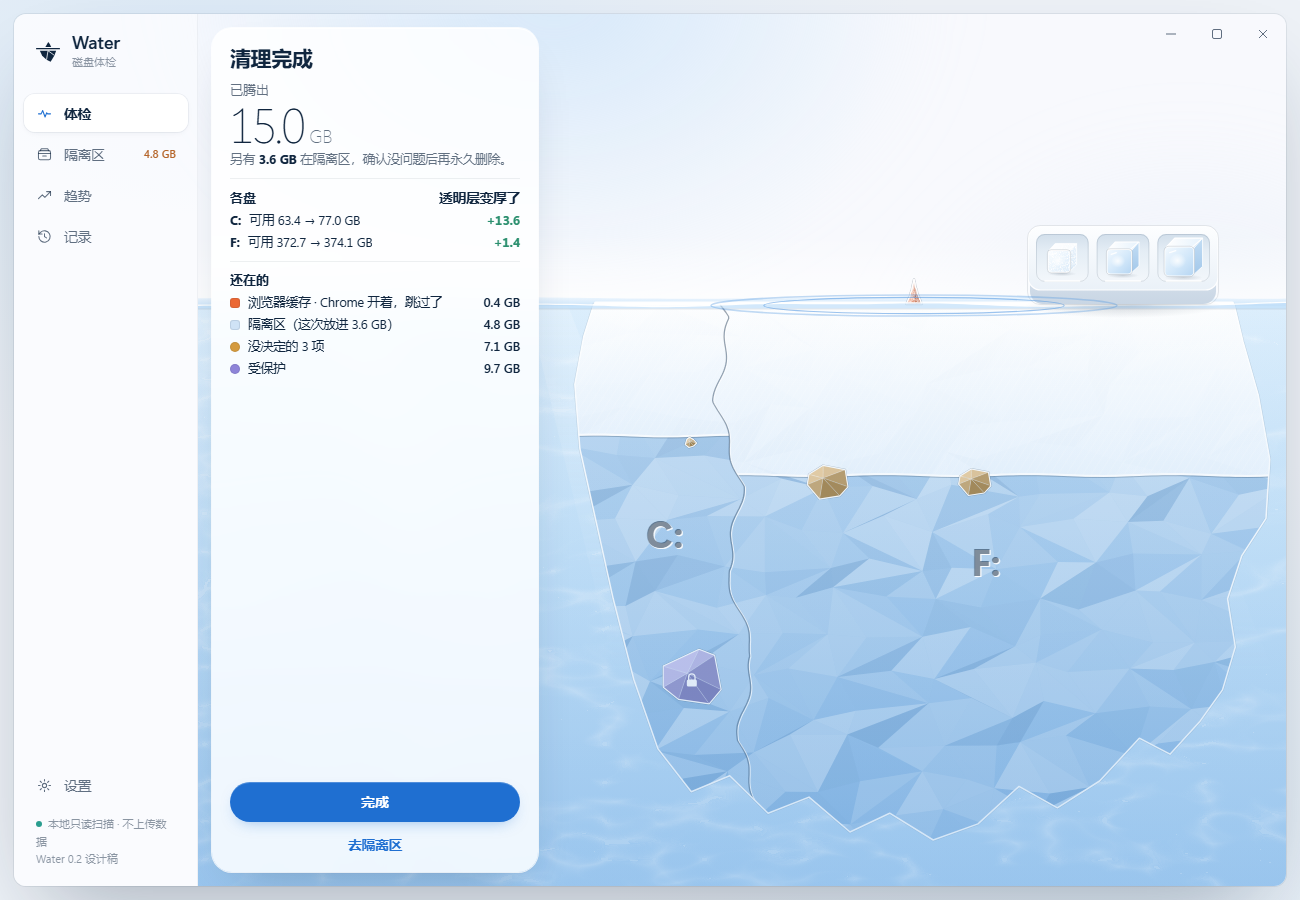 Water
磁盘体检
体检
隔离区 4.8 GB
趋势
记录
设置
本地只读扫描 · 不上传数
据
Water 0.2 设计稿
清理完成
已腾出
15.0 GB
另有 3.6 GB 在隔离区，确认没问题后再永久删除。
各盘 透明层变厚了
C: 可用 63.4 → 77.0 GB +13.6
F: 可用 372.7 → 374.1 GB +1.4
还在的
浏览器缓存 · Chrome 开着，跳过了 0.4 GB
隔离区（这次放进 3.6 GB） 4.8 GB
没决定的 3 项 7.1 GB
受保护 9.7 GB
完成
去隔离区
C:
F: